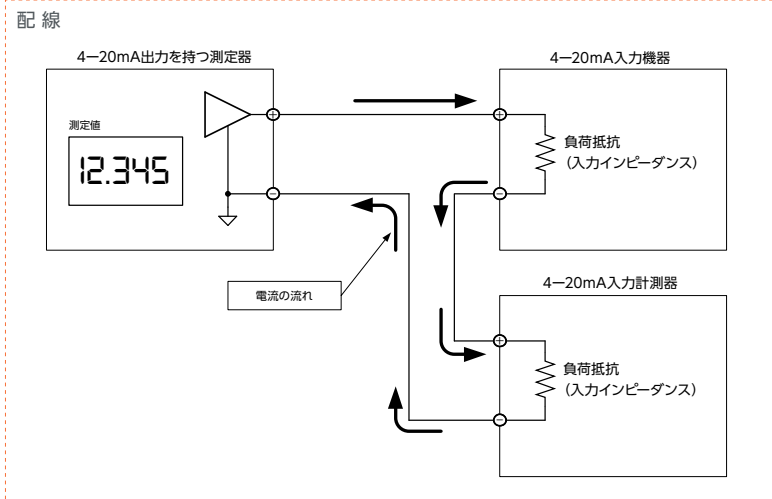 配 線
4ー20mA出力を持つ測定器
4ー20mA入力機器
測定値
12.345
＋
＋
負荷抵抗
（入力インピーダンス）
－
－
電流の流れ
4ー20mA入力計測器
＋
負荷抵抗
（入力インピーダンス）
－